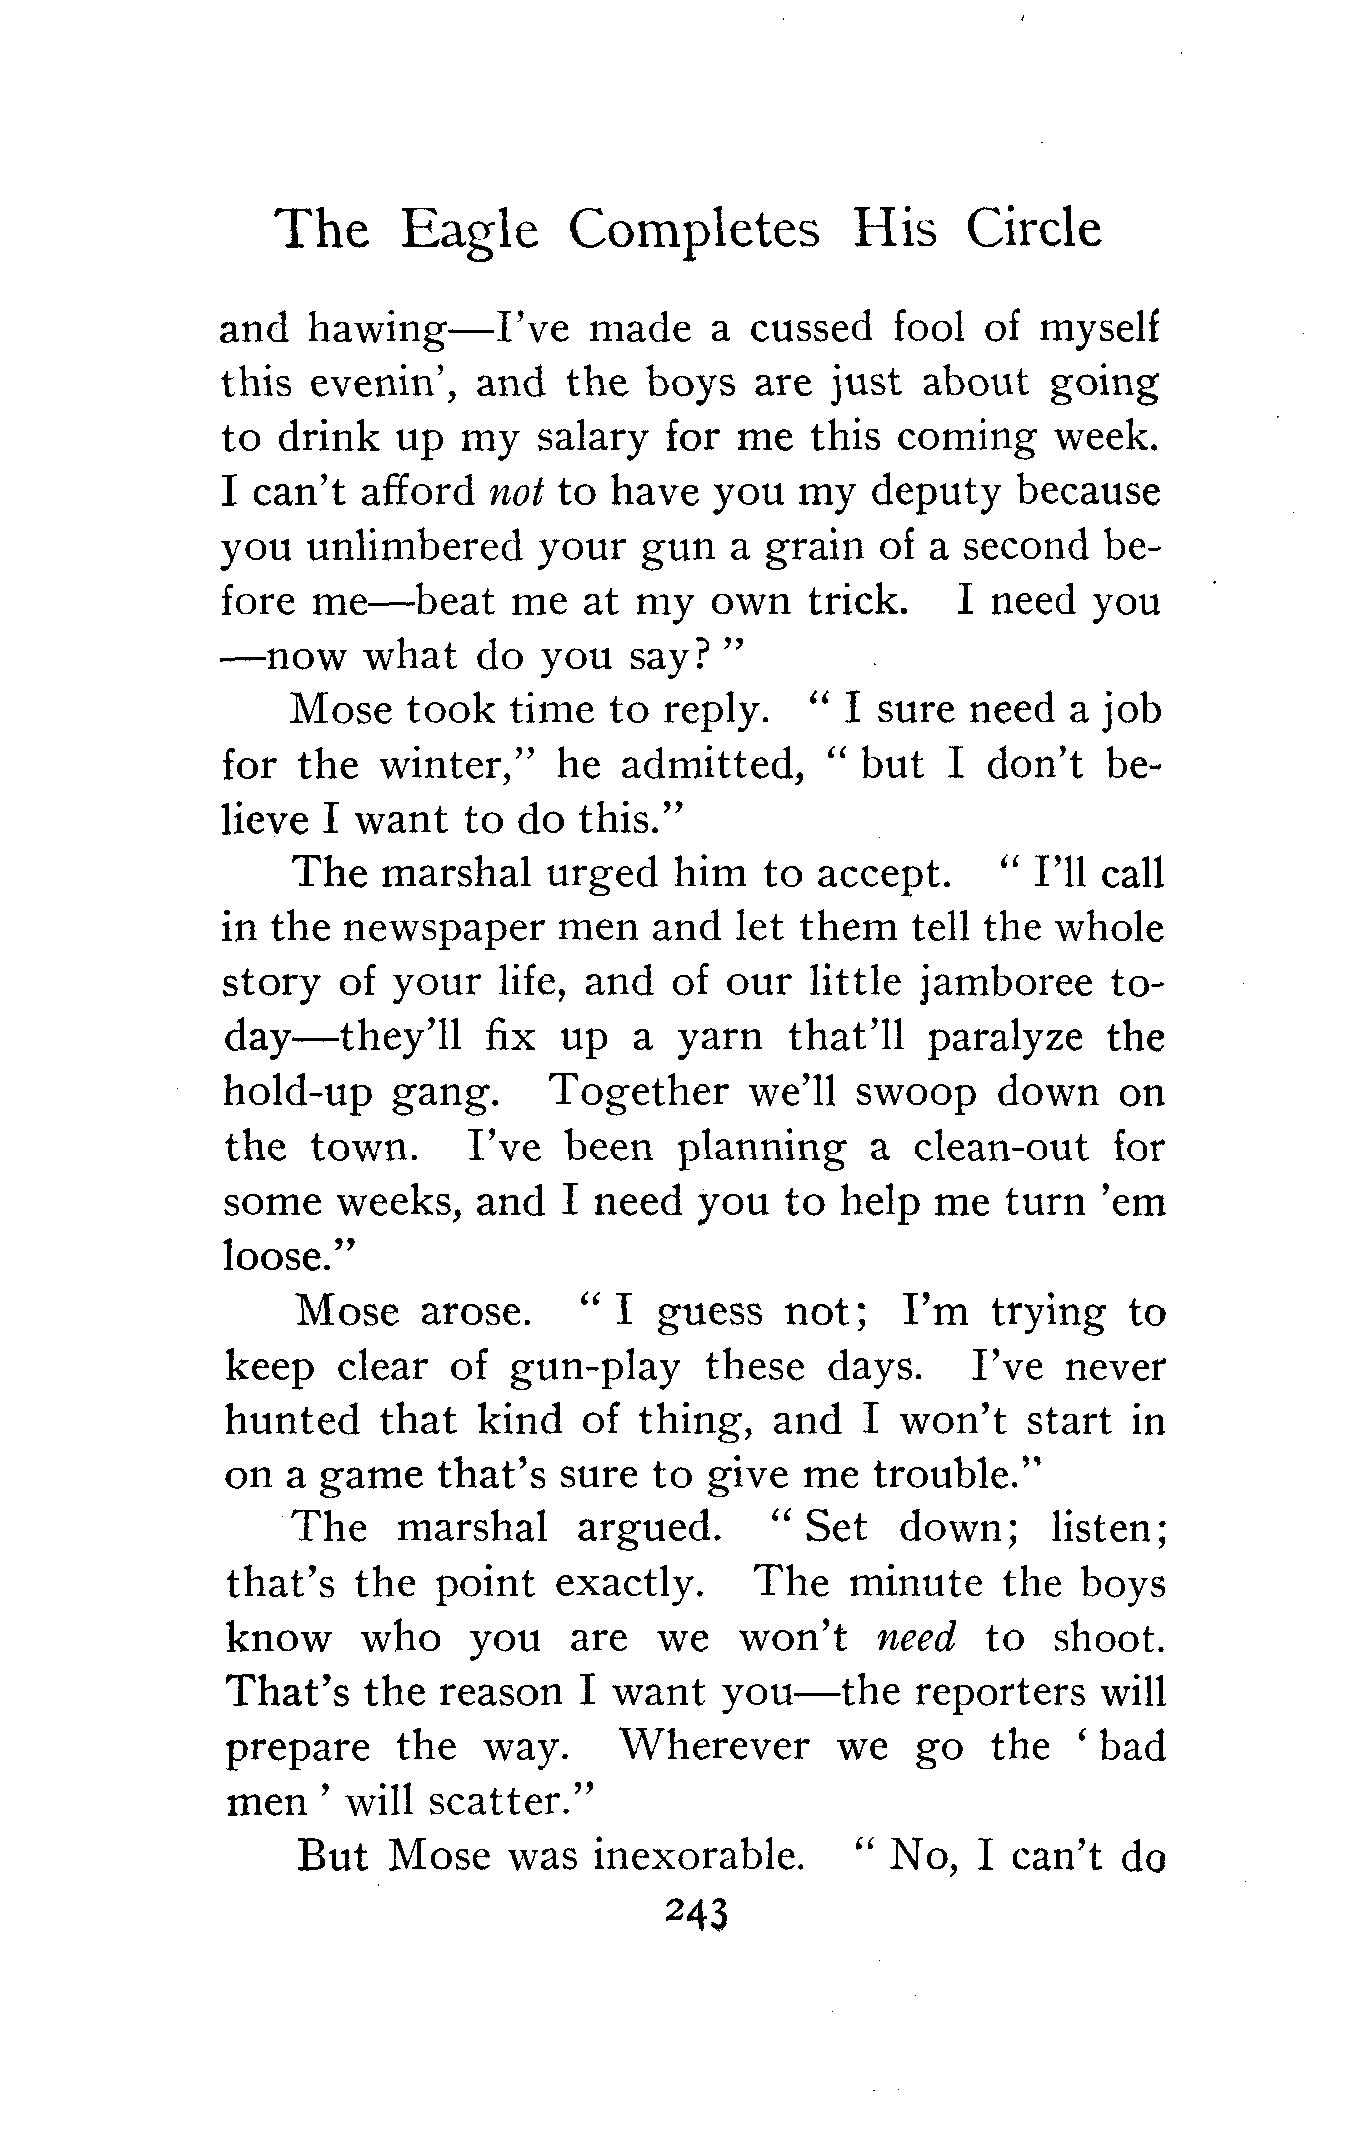 The Eagle Completes His Circle
and hawing—I've made a cussed fool of myself
this evenin', and the boys are just about going
to drink up my salary for me this coming week.
I can't afford not to have you my deputy because
you unlimbered your gun a grain of a second be-
fore me—beat me at my own trick. I need you
—now what do you say? "
Mose took time to reply. " I sure need a job
for the winter," he admitted, " but I don't be-
lieve I want to do this."
The marshal urged him to accept. " I'll call
in the newspaper men and let them tell the whole
story of your life, and of our little jamboree to-
day—they'll fix up a yarn that'll paralyze the
hold-up gang. Together we'll swoop down on
the town. I've been planning a clean-out for
some weeks, and I need you to help me turn 'em
loose."
Mose arose. " I guess not; I'm trying to
keep clear of gun-play these days. I've never
hunted that kind of thing, and I won't start in
on a game that's sure to give me trouble."
The marshal argued. " Set down; listen;
that's the point exactly. The minute the boys
know who you are we won't need to shoot.
That's the reason I want you—the reporters will
prepare the way. Wherever we go the ' bad
men ' will scatter."
But Mose was inexorable. " No, I can't do
243